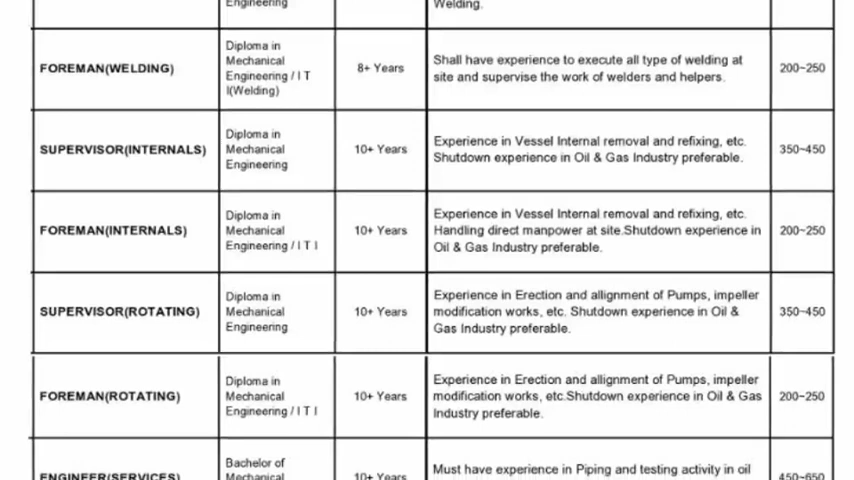 Engineering
Welding.
FOREMAN(WELDING)
Diploma in
Mechanical
Engineering / I T
I(Welding)
8+ Years
Shall have experience to execute all type of welding at
site and supervise the work of welders and helpers.
200~250
SUPERVISOR(INTERNALS)
Diploma in
Mechanical
Engineering
10+ Years
Experience in Vessel Internal removal and refixing, etc.
Shutdown experience in Oil & Gas Industry preferable.
350~450
FOREMAN(INTERNALS)
Diploma in
Mechanical
Engineering / I T I
10+ Years
Experience in Vessel Internal removal and refixing, etc.
Handling direct manpower at site.Shutdown experience in
Oil & Gas Industry preferable.
200~250
SUPERVISOR(ROTATING)
Diploma in
Mechanical
Engineering
10+ Years
Experience in Erection and allignment of Pumps, impeller
modification works, etc. Shutdown experience in Oil &
Gas Industry preferable.
350~450
FOREMAN(ROTATING)
Diploma in
Mechanical
Engineering / I T I
10+ Years
Experience in Erection and allignment of Pumps, impeller
modification works, etc.Shutdown experience in Oil & Gas
Industry preferable.
200~250
ENGINEER(SERVICES)
Bachelor of
Mechanical
10+ Years
Must have experience in Piping and testing activity in oil
450~650